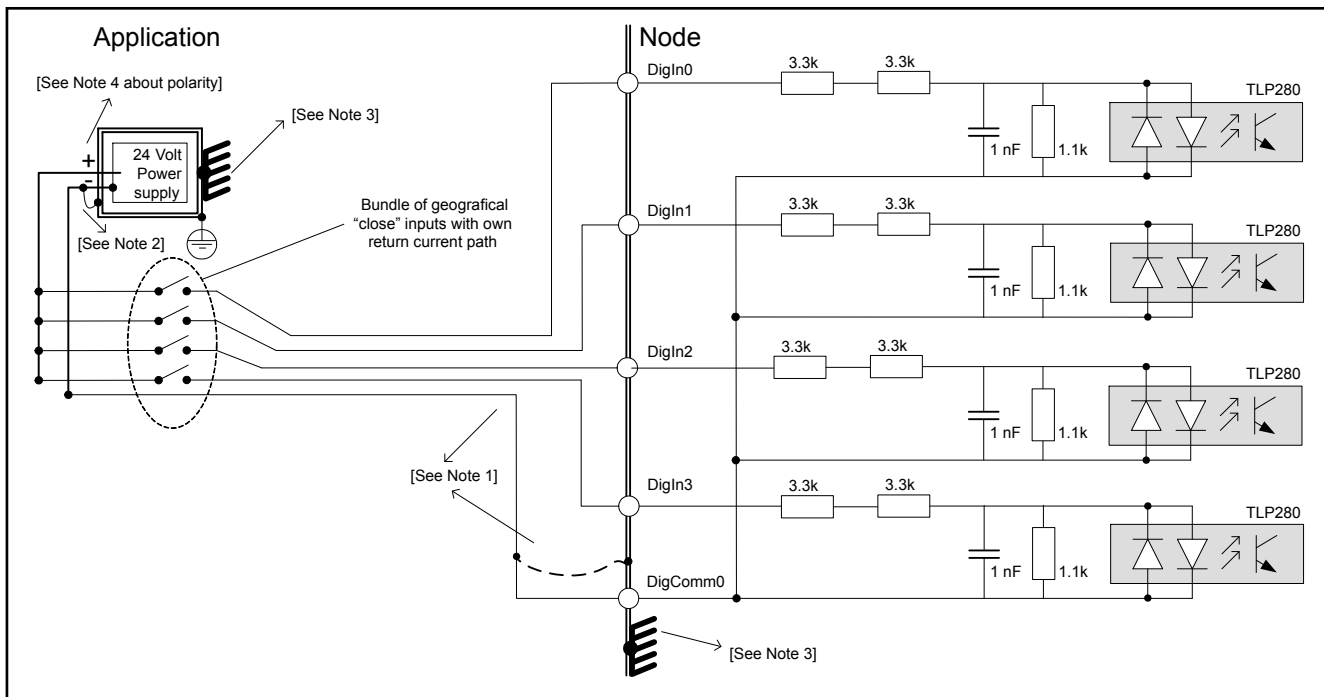 Application
Node
[See Note 4 about polarity]
[See Note 3]
+
-
24 Volt
Power
supply
[See Note 2]
Bundle of geografical
“close” inputs with own
return current path
[See Note 1]
DigIn0
3.3k
3.3k
1 nF
1.1k
TLP280
DigIn1
3.3k
3.3k
1 nF
1.1k
TLP280
DigIn2
3.3k
3.3k
1 nF
1.1k
TLP280
DigIn3
3.3k
3.3k
1 nF
1.1k
TLP280
DigComm0
[See Note 3]